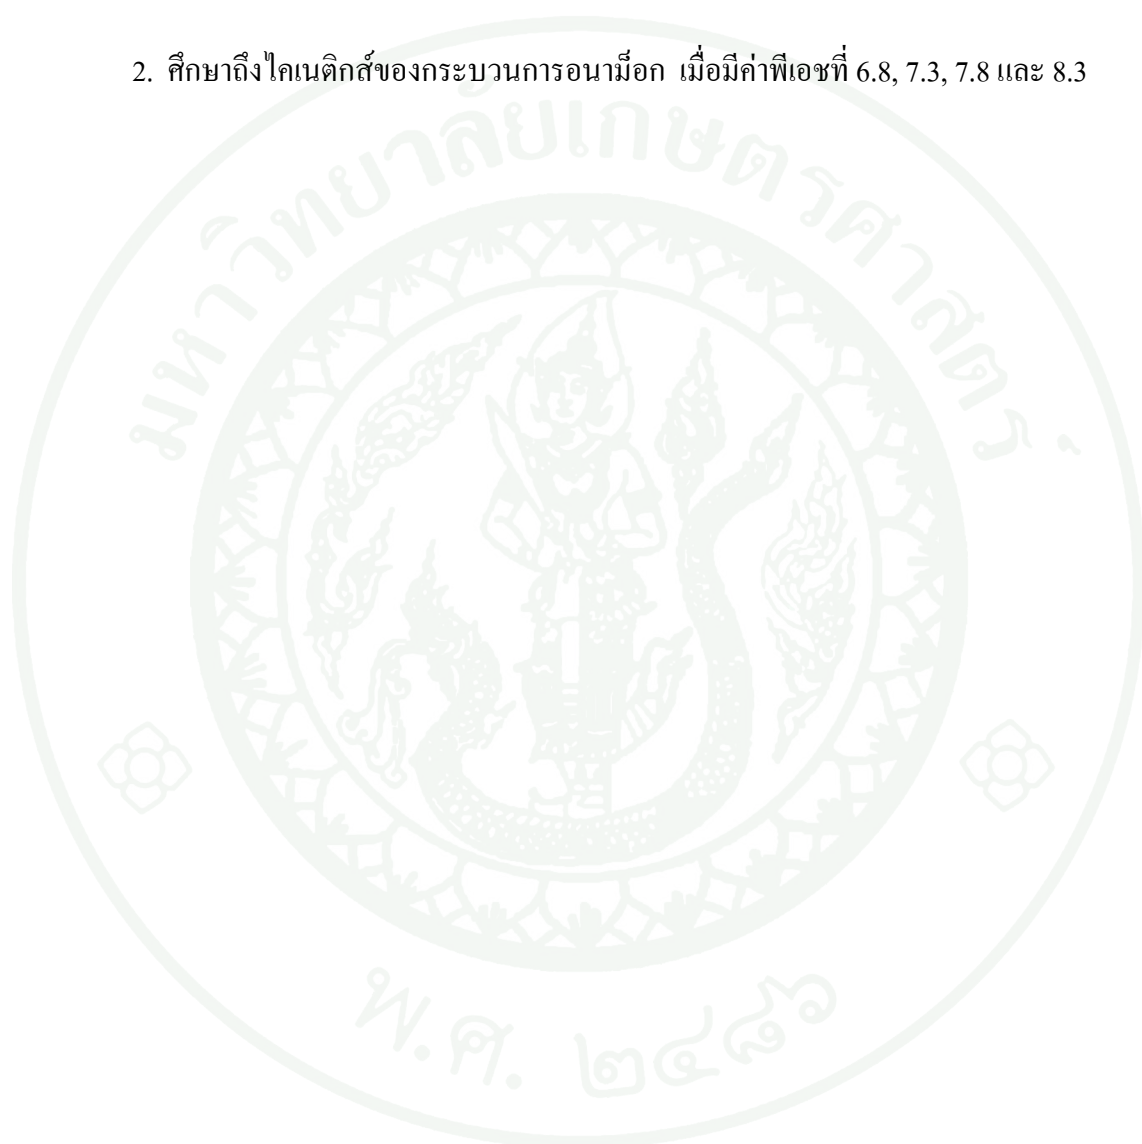 2. ศึกษาถึงไคเนติกส์ของกระบวนการอนาม็อก เมื่อมีค่าพีเอชที่ 6.8, 7.3, 7.8 และ 8.3
มหาวิทยาลัยเกษตรศาสตร์
พ.ศ. ๒๔๘๖